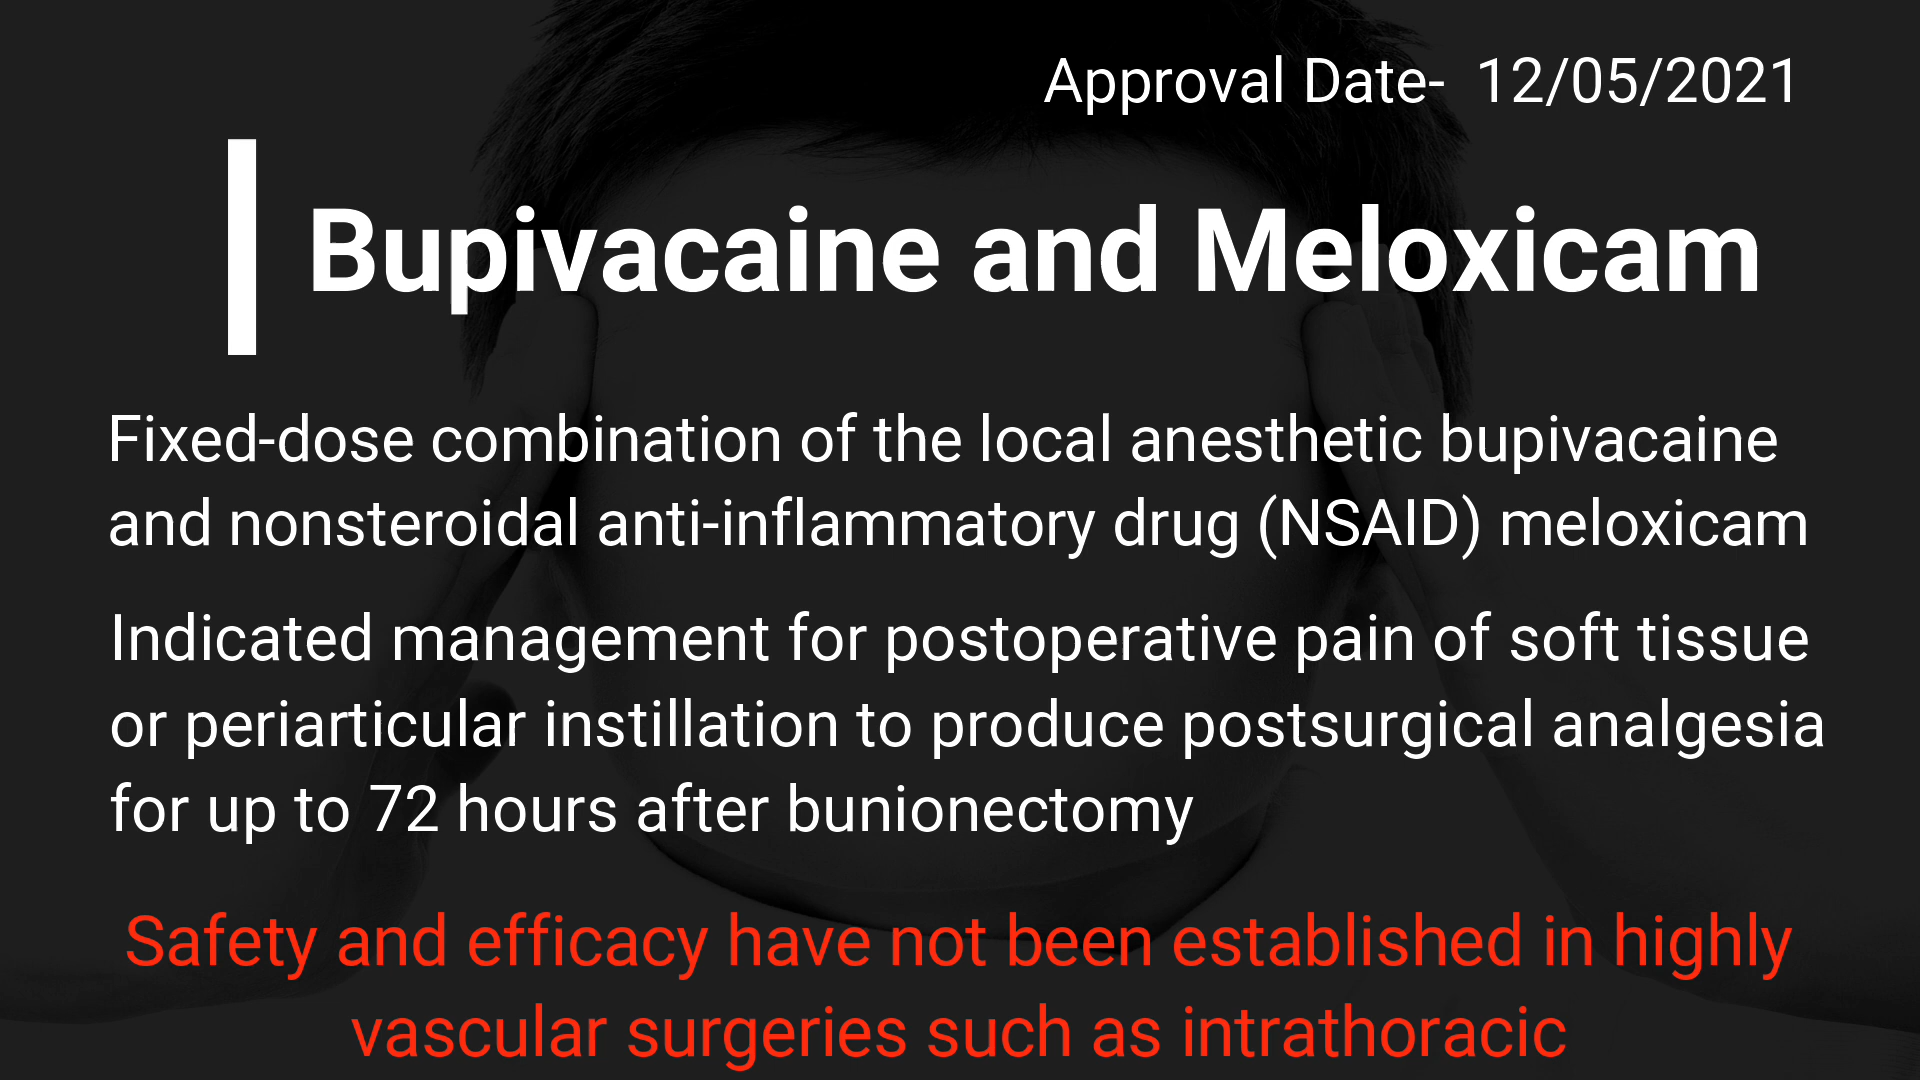 Approval Date- 12/05/2021
Bupivacaine and Meloxicam
Fixed-dose combination of the local anesthetic bupivacaine
and nonsteroidal anti-inflammatory drug (NSAID) meloxicam
Indicated management for postoperative pain of soft tissue
or periarticular instillation to produce postsurgical analgesia
for up to 72 hours after bunionectomy
Safety and efficacy have not been established in highly
vascular surgeries such as intrathoracic